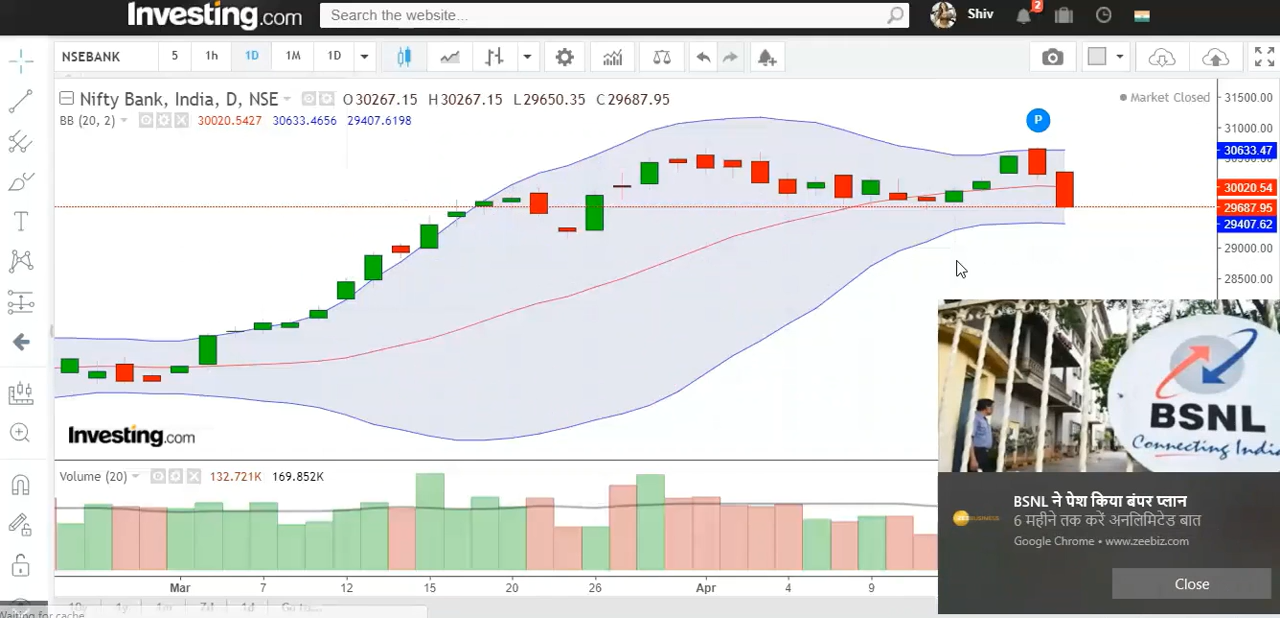 Investing.com
Search the website...
Shiv
2
NSEBANK
5
1h
1D
1M
1D
Nifty Bank, India, D, NSE
O30267.15 H30267.15 L29650.35 C29687.95
Market Closed
BB (20, 2)
30020.5427 30633.4656 29407.6198
P
31500.00
31000.00
30633.47
30020.54
29687.95
29407.62
29000.00
28500.00
Investing.com
Volume (20)
132.721K 169.852K
Mar 7 12 15 20 26 Apr 4 9
BSNL
Connecting India
BSNL ने पेश किया बंपर प्लान
6 महीने तक करें अनलिमिटेड बात
Google Chrome • www.zeebiz.com
Close
Waiting for cache